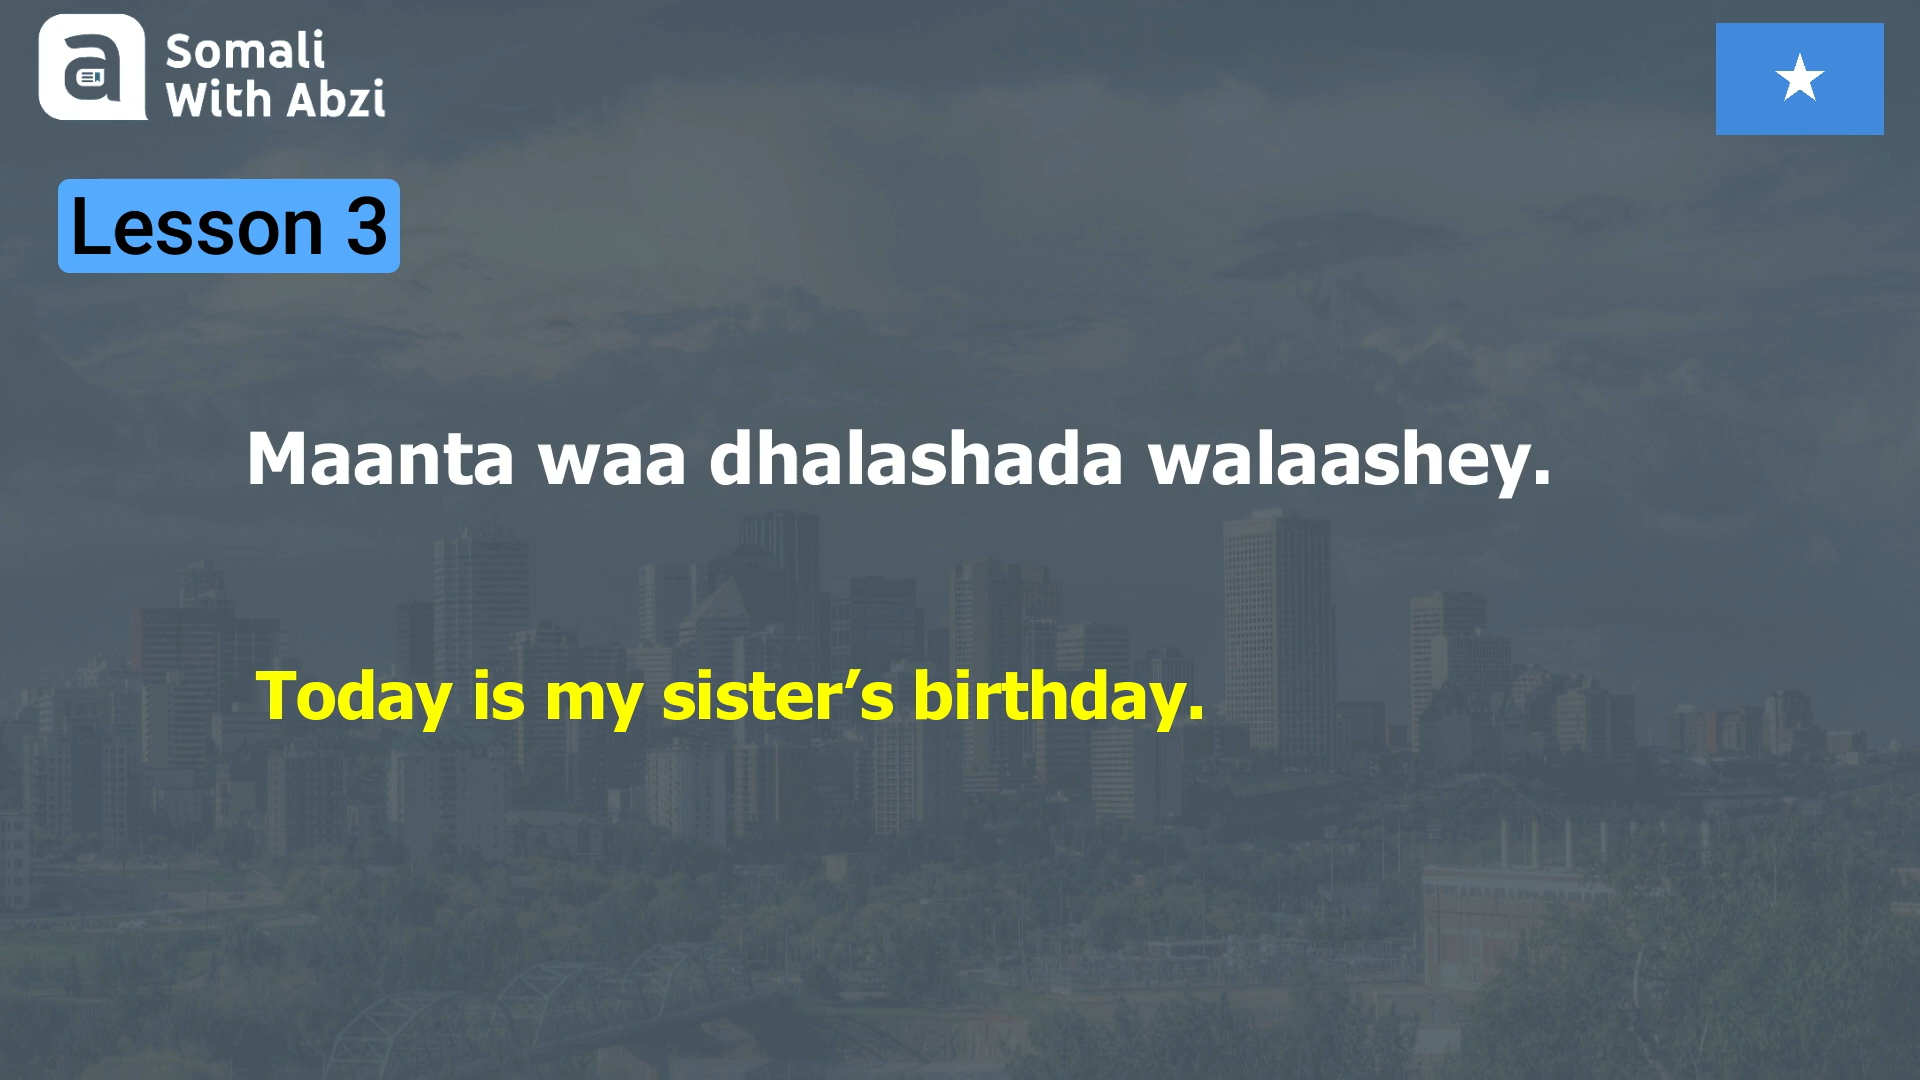 Somali
With Abzi
Lesson 3
Maanta waa dhalashada walaashey.
Today is my sister’s birthday.